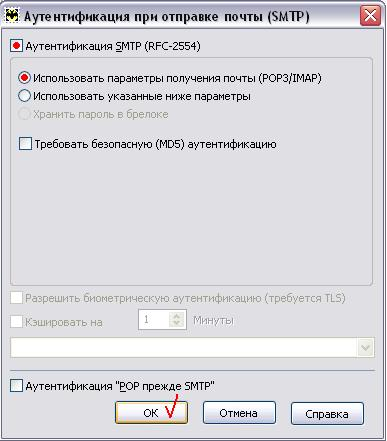 Аутентификация при отправке почты (SMTP)
Аутентификация SMTP (RFC-2554)
Использовать параметры получения почты (POP3/IMAP)
Использовать указанные ниже параметры
Хранить пароль в брелоке
Требовать безопасную (MD5) аутентификацию
Разрешить биометрическую аутентификацию (требуется TLS)
Кэшировать на 1 Минуты
Аутентификация "POP прежде SMTP"
OK Отмена Справка